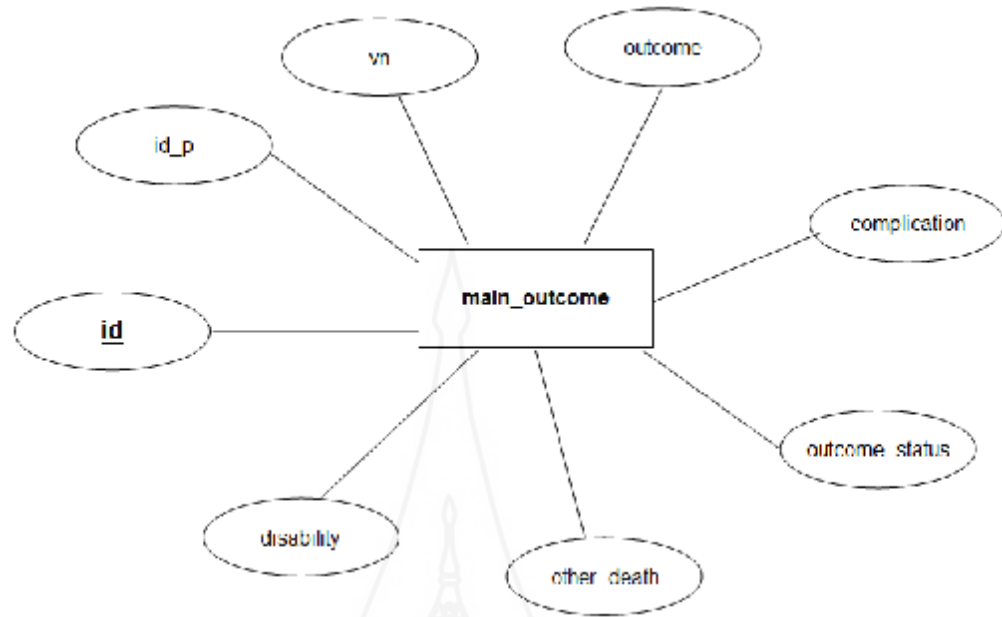 vn
outcome
id_p
complication
main_outcome
id
outcome_status
disability
other_death